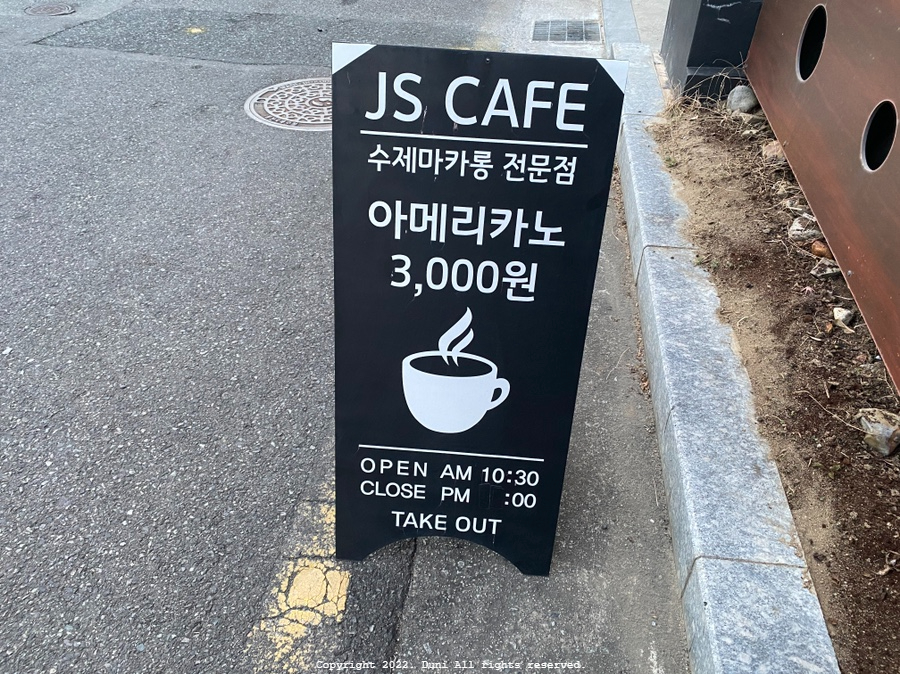 JS CAFE
수제마카롱 전문점
아메리카노
3,000원
OPEN AM 10:30
CLOSE PM :00
TAKE OUT
Copyright 2022. Duni All rights reserved.